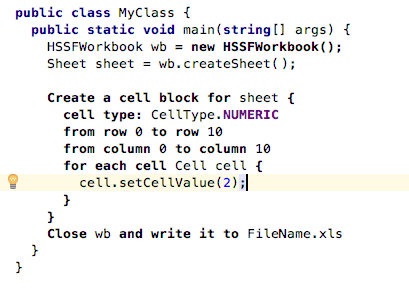 public class MyClass {
public static void main(string[] args) {
HSSFWorkbook wb = new HSSFWorkbook();
Sheet sheet = wb.createSheet();
Create a cell block for sheet {
cell type: CellType.NUMERIC
from row 0 to row 10
from column 0 to column 10
for each cell Cell cell {
cell.setCellValue(2);
}
}
Close wb and write it to FileName.xls
}
}